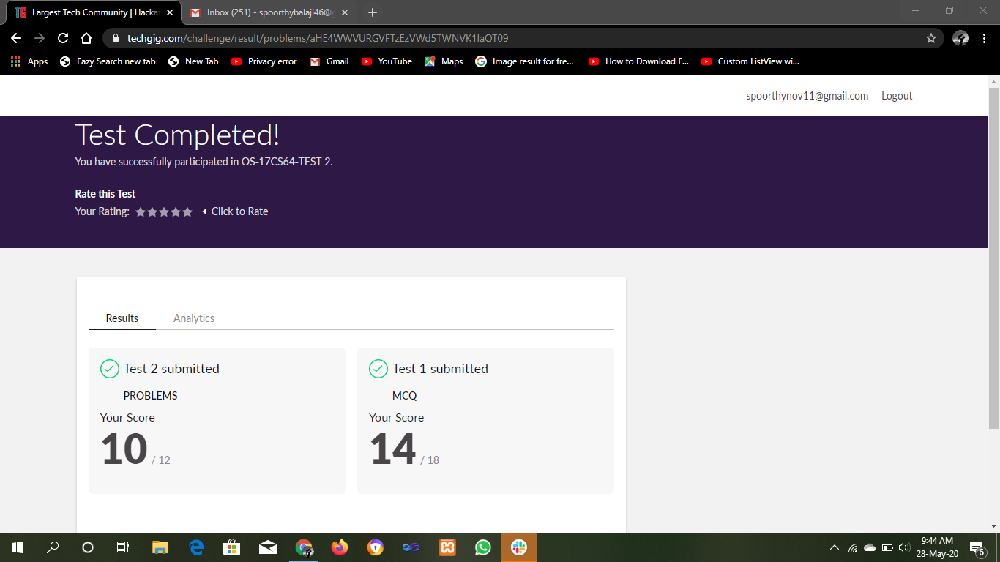 TG Largest Tech Community | Hacka
Inbox (251) - spoorthybalaji46@g
techgig.com/challenge/result/problems/aHE4WWVURGVFTzEzVWd5TWNVK1IaQT09
Apps Eazy Search new tab New Tab Privacy error Gmail YouTube Maps Image result for fre... How to Download F... Custom ListView wi...
spoorthynov11@gmail.com Logout
Test Completed!
You have successfully participated in OS-17CS64-TEST 2.
Rate this Test
Your Rating: Click to Rate
Results Analytics
Test 2 submitted
PROBLEMS
Your Score
10 / 12
Test 1 submitted
MCQ
Your Score
14 / 18
9:44 AM
28-May-20
6